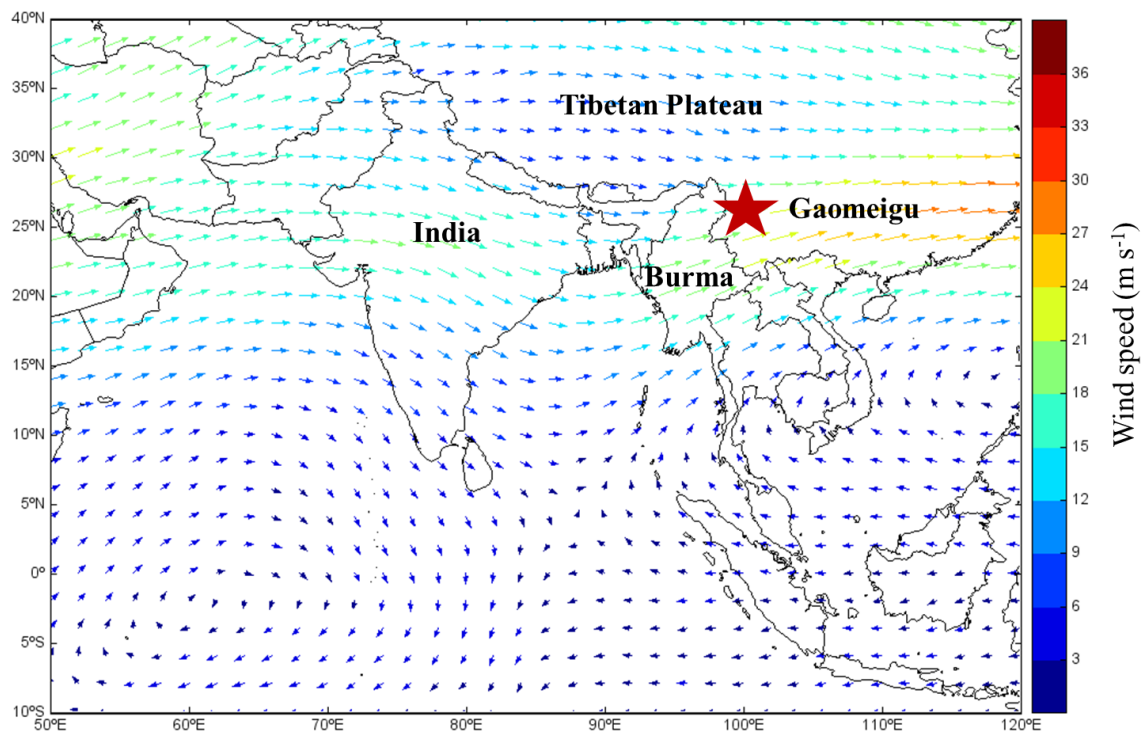 40°N
35°N
30°N
25°N
20°N
15°N
10°N
5°N
0°
5°S
10°S
50°E
60°E
70°E
80°E
90°E
100°E
110°E
120°E
Tibetan Plateau
Gaomeigu
India
Burma
36
33
30
27
24
21
18
15
12
9
6
3
Wind speed (m s⁻¹)